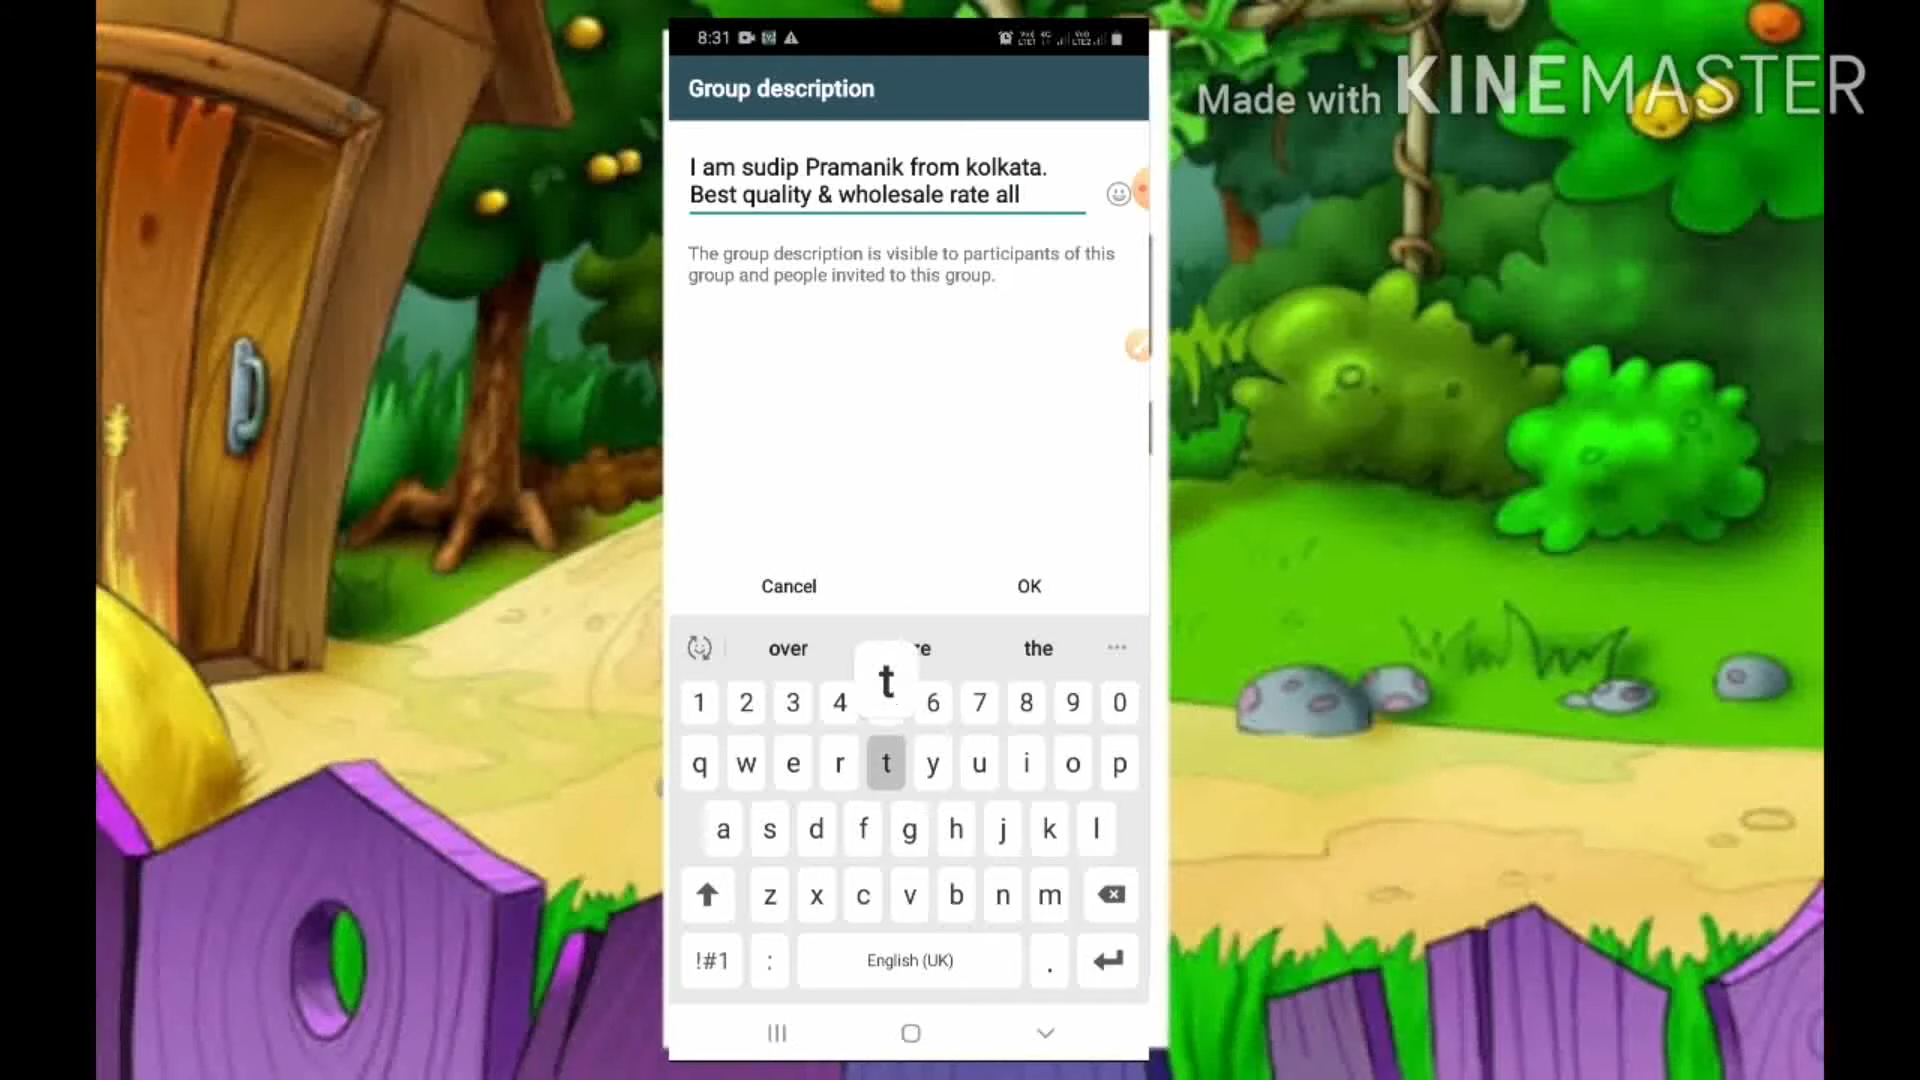 8:31
Made with KINEMASTER
Group description
I am sudip Pramanik from kolkata.
Best quality & wholesale rate all
The group description is visible to participants of this
group and people invited to this group.
Cancel OK
over re the
t
1 2 3 4 6 7 8 9 0
q w e r t y u i o p
a s d f g h j k l
z x c v b n m
!#1 : English (UK) .